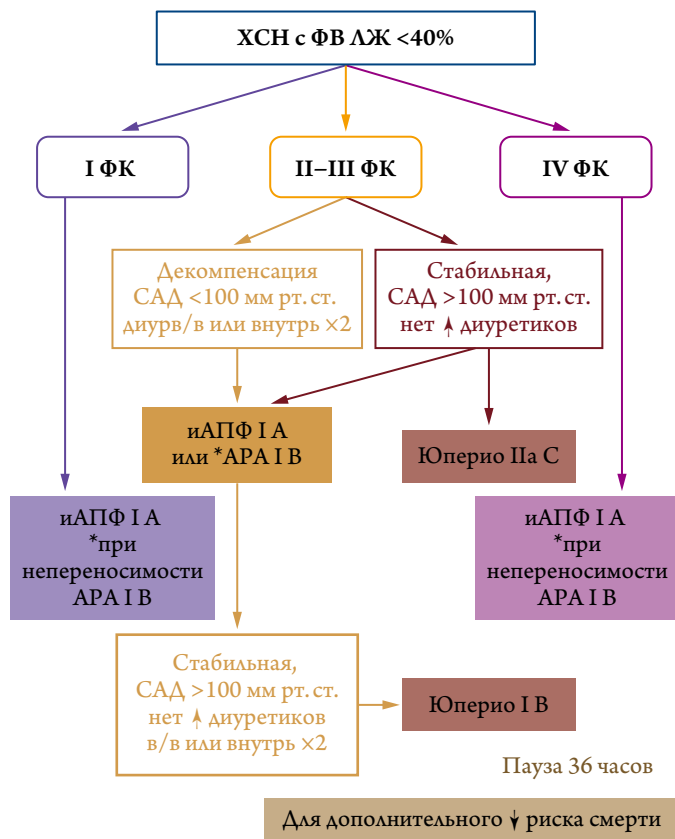 ХСН с ФВ ЛЖ <40%
I ФК
II–III ФК
IV ФК
Декомпенсация
САД <100 мм рт. ст.
диурв/в или внутрь ×2
Стабильная,
САД >100 мм рт. ст.
нет ↑ диуретиков
иАПФ I A
или *АРА I B
Юперио IIa C
иАПФ I A
*при
непереносимости
АРА I B
иАПФ I A
*при
непереносимости
АРА I B
Стабильная,
САД >100 мм рт. ст.
нет ↑ диуретиков
в/в или внутрь ×2
Юперио I B
Пауза 36 часов
Для дополнительного ↓ риска смерти